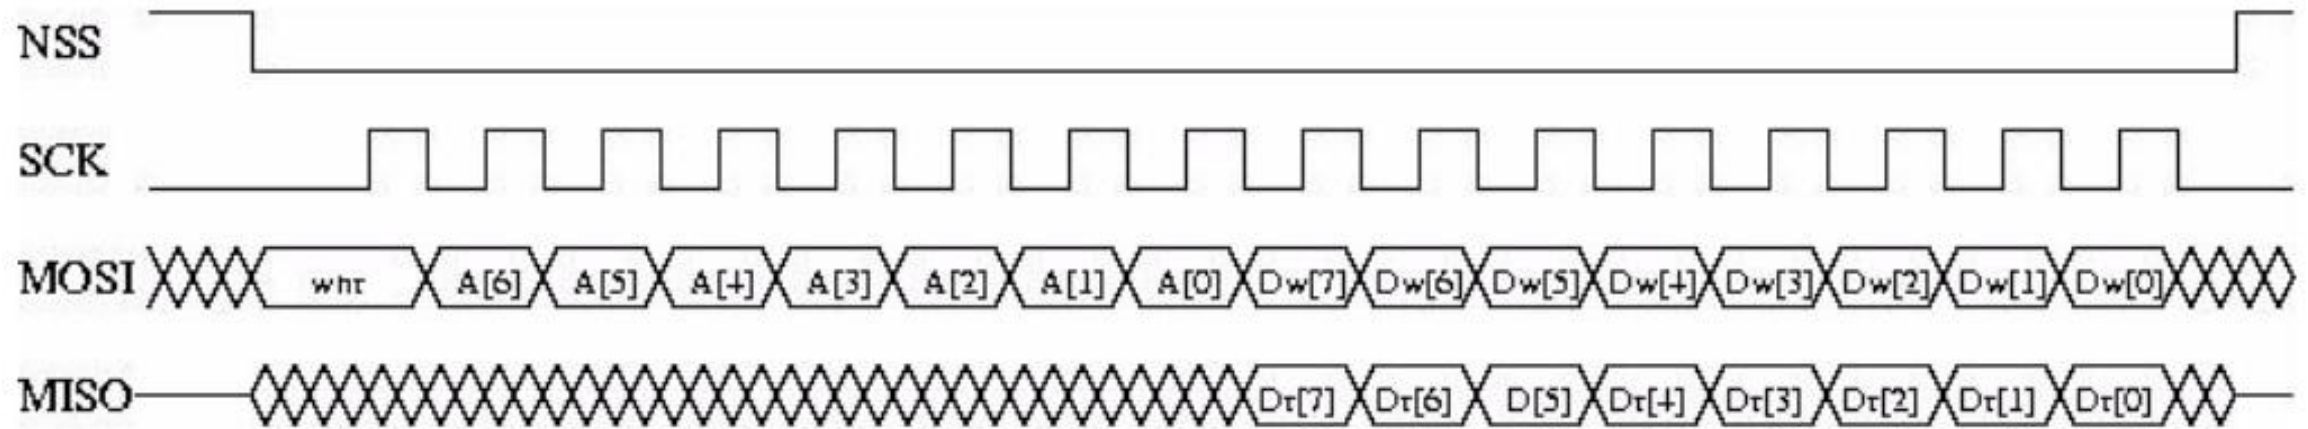 NSS
SCK
MOSI whr A[6] A[5] A[4] A[3] A[2] A[1] A[0] Dw[7] Dw[6] Dw[5] Dw[4] Dw[3] Dw[2] Dw[1] Dw[0]
MISO Dr[7] Dr[6] D[5] Dr[4] Dr[3] Dr[2] Dr[1] Dr[0]